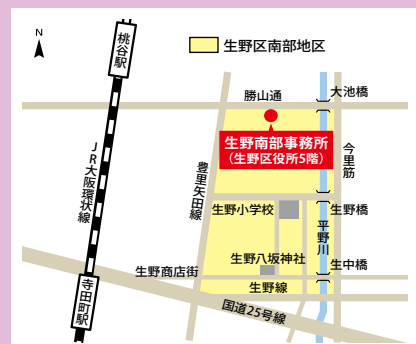 N
桃谷駅
生野区南部地区
勝山通
大池橋
生野南部事務所
(生野区役所5階)
今里筋
JR大阪環状線
豊里矢田線
生野小学校
生野橋
平野川
生野八坂神社
生野商店街
生中橋
生野線
寺田町駅
国道25号線